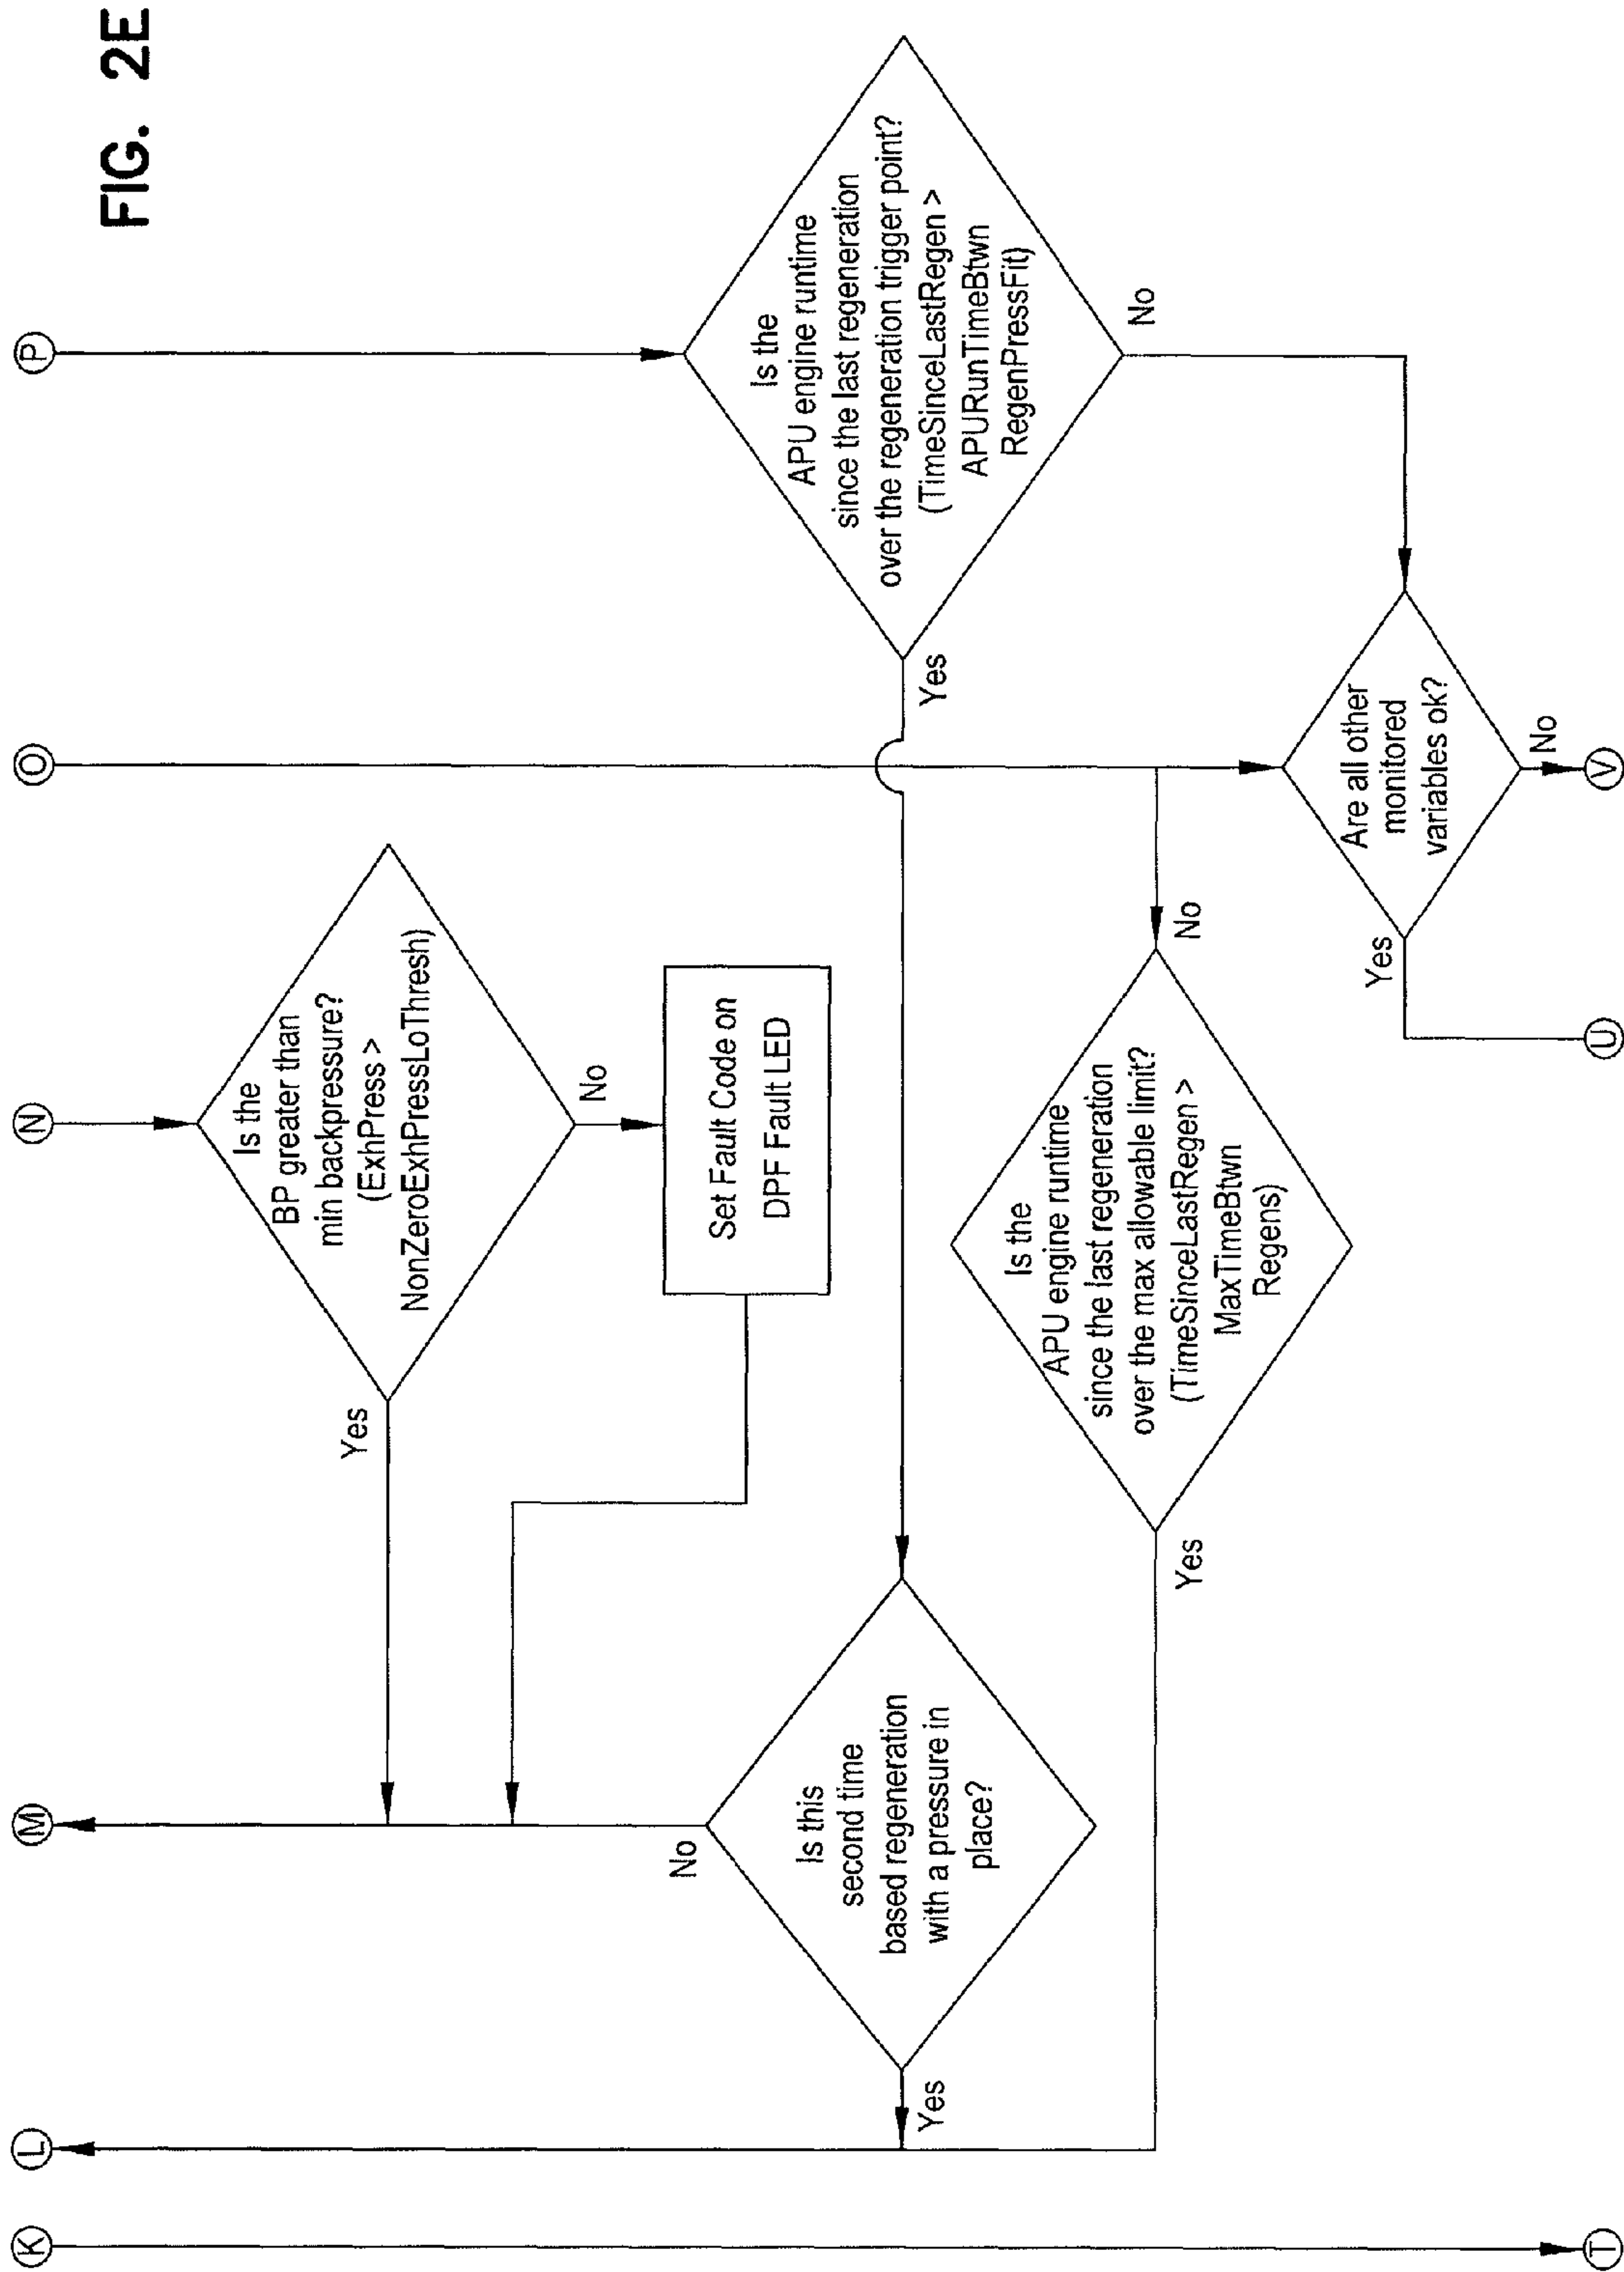 FIG. 2E
K
L
M
N
O
P
Is the
BP greater than
min backpressure?
(ExhPress >
NonZeroExhPressLoThresh)
Yes
No
Set Fault Code on
DPF Fault LED
Is the
APU engine runtime
since the last regeneration
over the regeneration trigger point?
(TimeSinceLastRegen >
APURunTimeBtwn
RegenPressFit)
Yes
No
Is this
second time
based regeneration
with a pressure in
place?
No
Yes
Is the
APU engine runtime
since the last regeneration
over the max allowable limit?
(TimeSinceLastRegen >
MaxTimeBtwn
Regens)
No
Yes
Are all other
monitored
variables ok?
Yes
No
T
U
V